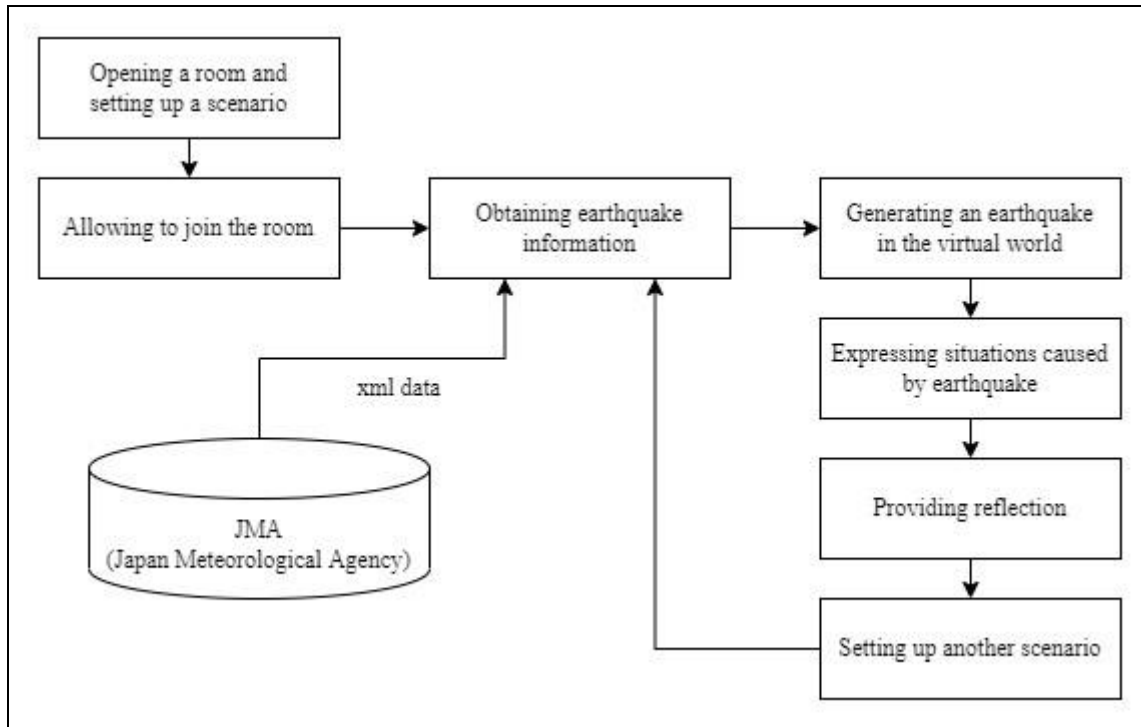 Opening a room and
setting up a scenario
Allowing to join the room
Obtaining earthquake
information
Generating an earthquake
in the virtual world
Expressing situations caused
by earthquake
xml data
Providing reflection
JMA
(Japan Meteorological Agency)
Setting up another scenario